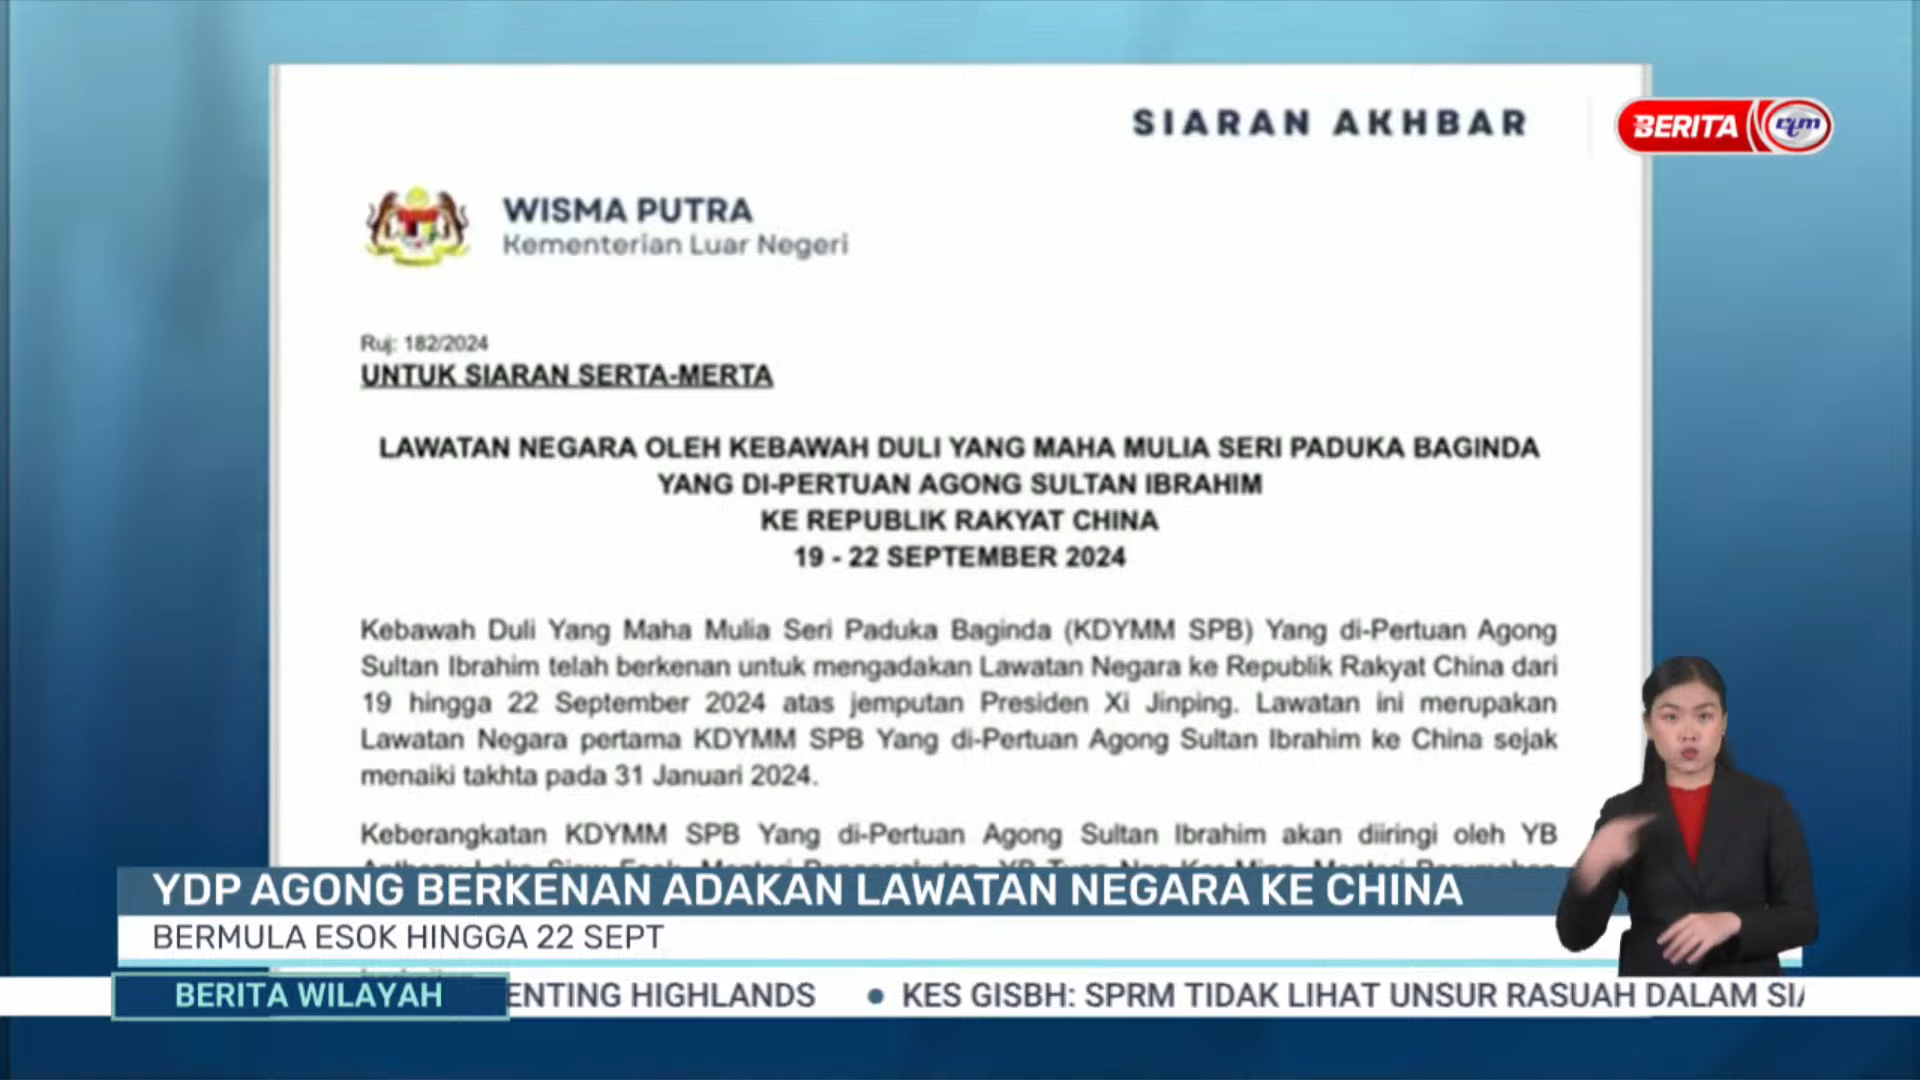 SIARAN AKHBAR
BERITA rtm
WISMA PUTRA
Kementerian Luar Negeri
Ruj: 182/2024
UNTUK SIARAN SERTA-MERTA
LAWATAN NEGARA OLEH KEBAWAH DULI YANG MAHA MULIA SERI PADUKA BAGINDA
YANG DI-PERTUAN AGONG SULTAN IBRAHIM
KE REPUBLIK RAKYAT CHINA
19 - 22 SEPTEMBER 2024
Kebawah Duli Yang Maha Mulia Seri Paduka Baginda (KDYMM SPB) Yang di-Pertuan Agong
Sultan Ibrahim telah berkenan untuk mengadakan Lawatan Negara ke Republik Rakyat China dari
19 hingga 22 September 2024 atas jemputan Presiden Xi Jinping. Lawatan ini merupakan
Lawatan Negara pertama KDYMM SPB Yang di-Pertuan Agong Sultan Ibrahim ke China sejak
menaiki takhta pada 31 Januari 2024.
Keberangkatan KDYMM SPB Yang di-Pertuan Agong Sultan Ibrahim akan diiringi oleh YB
YDP AGONG BERKENAN ADAKAN LAWATAN NEGARA KE CHINA
BERMULA ESOK HINGGA 22 SEPT
BERITA WILAYAH
ENTING HIGHLANDS • KES GISBH: SPRM TIDAK LIHAT UNSUR RASUAH DALAM SIA